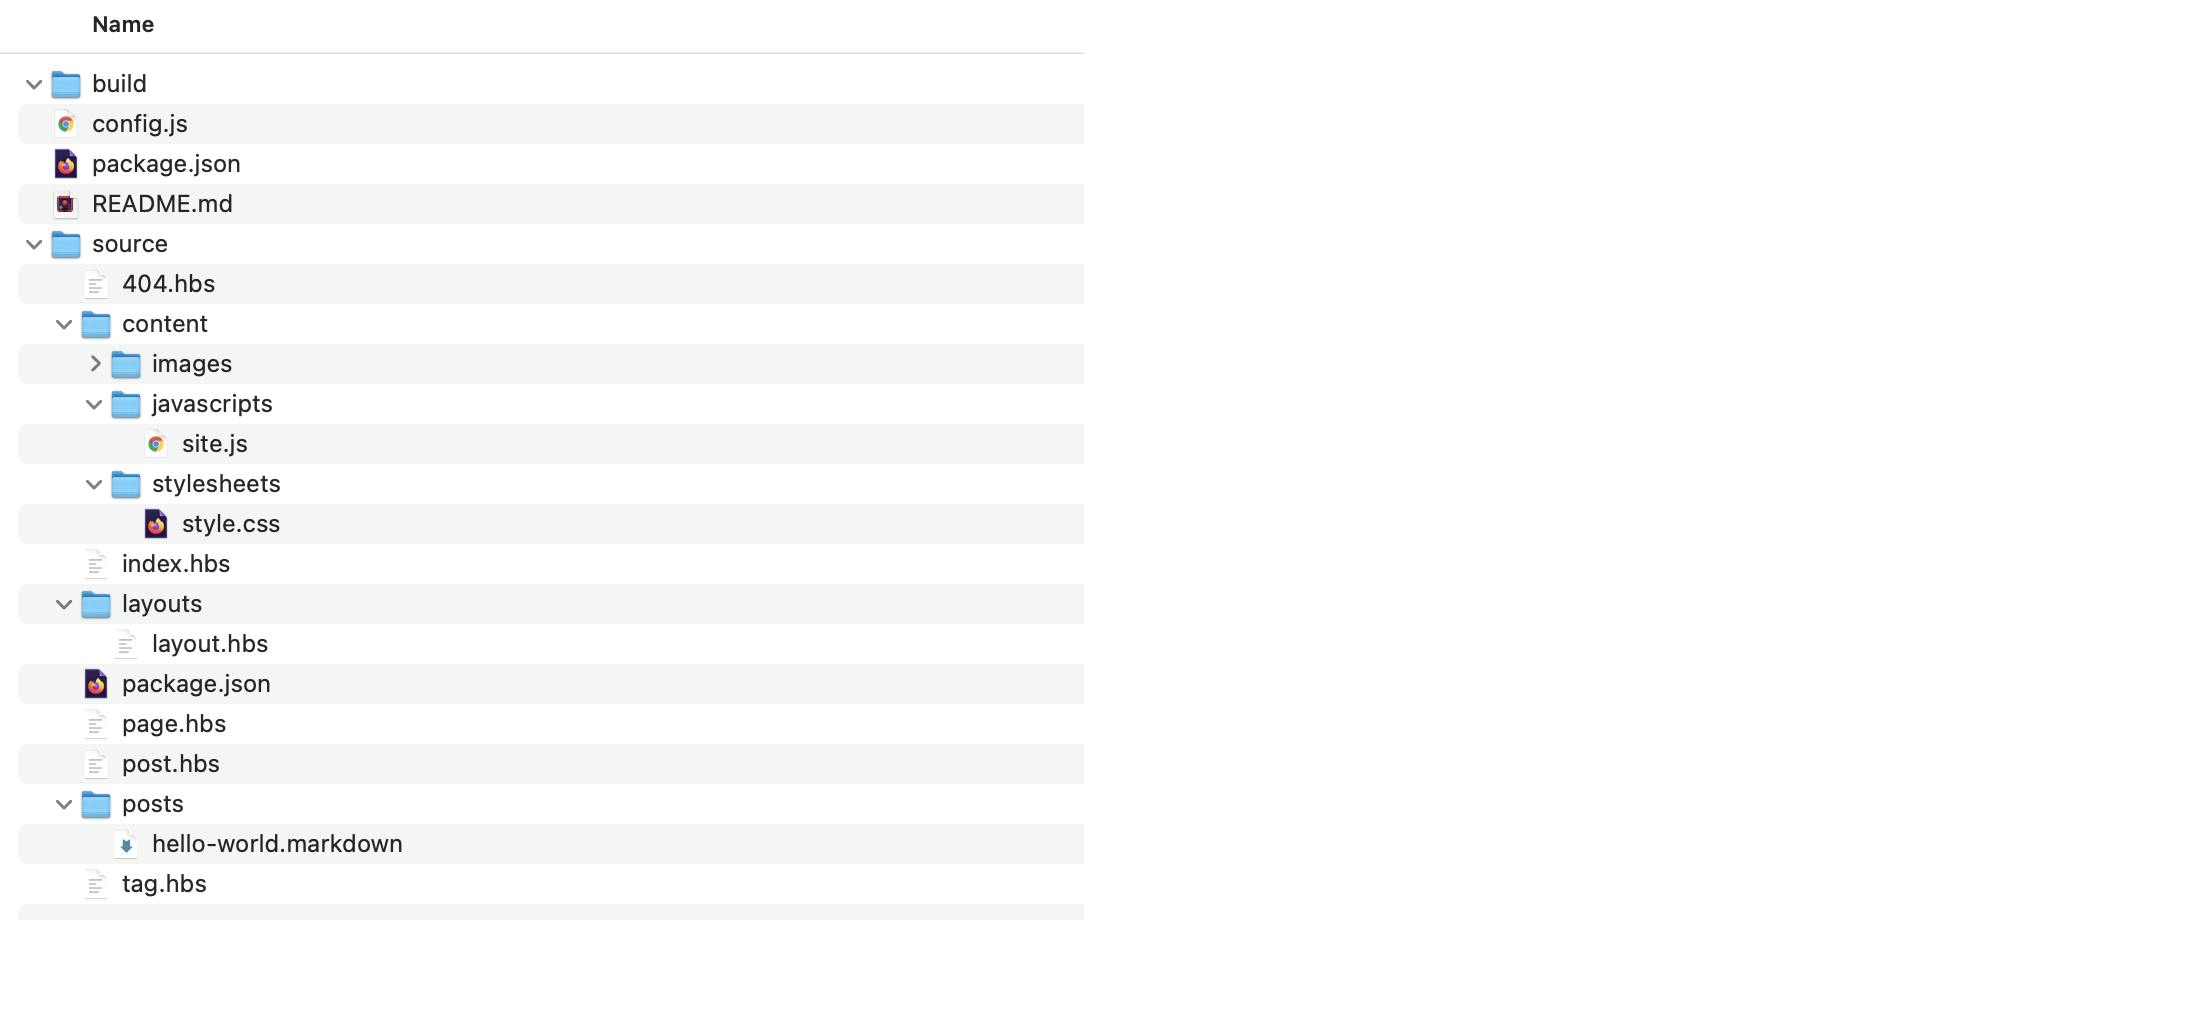 Name
build
config.js
package.json
README.md
source
404.hbs
content
images
javascripts
site.js
stylesheets
style.css
index.hbs
layouts
layout.hbs
package.json
page.hbs
post.hbs
posts
hello-world.markdown
tag.hbs